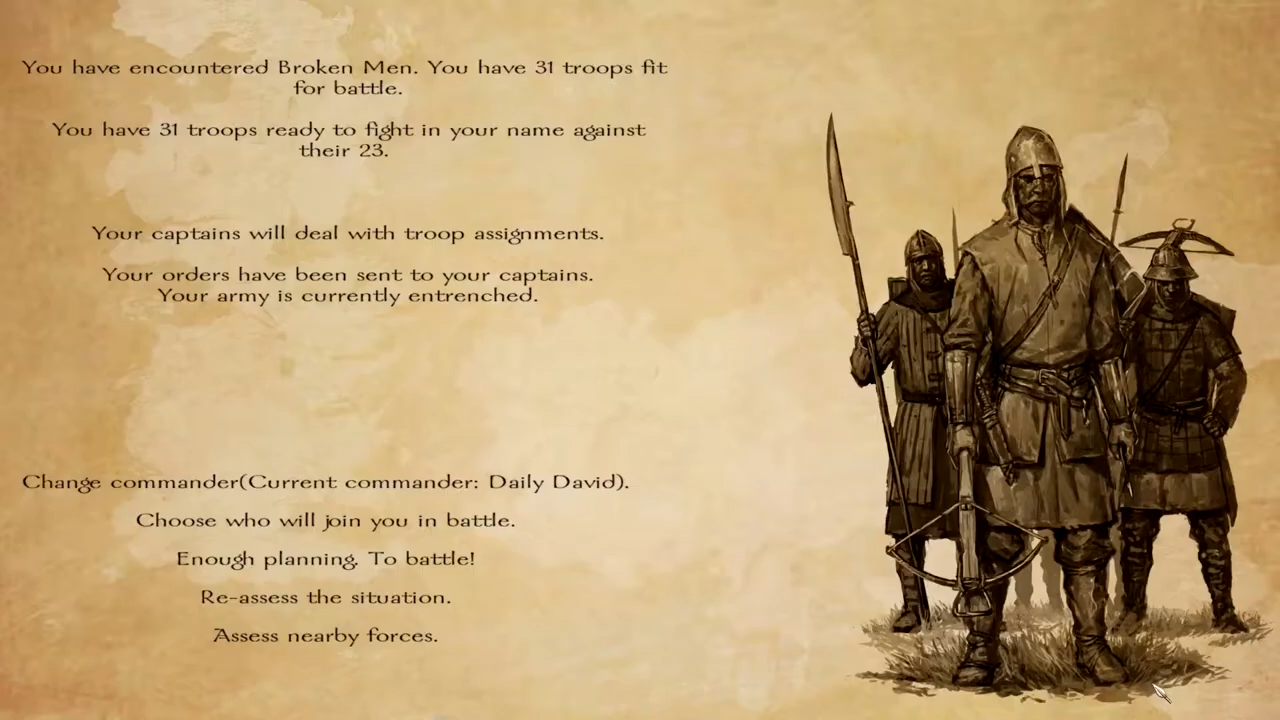 You have encountered Broken Men. You have 31 troops fit
for battle.
You have 31 troops ready to fight in your name against
their 23.
Your captains will deal with troop assignments.
Your orders have been sent to your captains.
Your army is currently entrenched.
Change commander(Current commander: Daily David).
Choose who will join you in battle.
Enough planning. To battle!
Re-assess the situation.
Assess nearby forces.